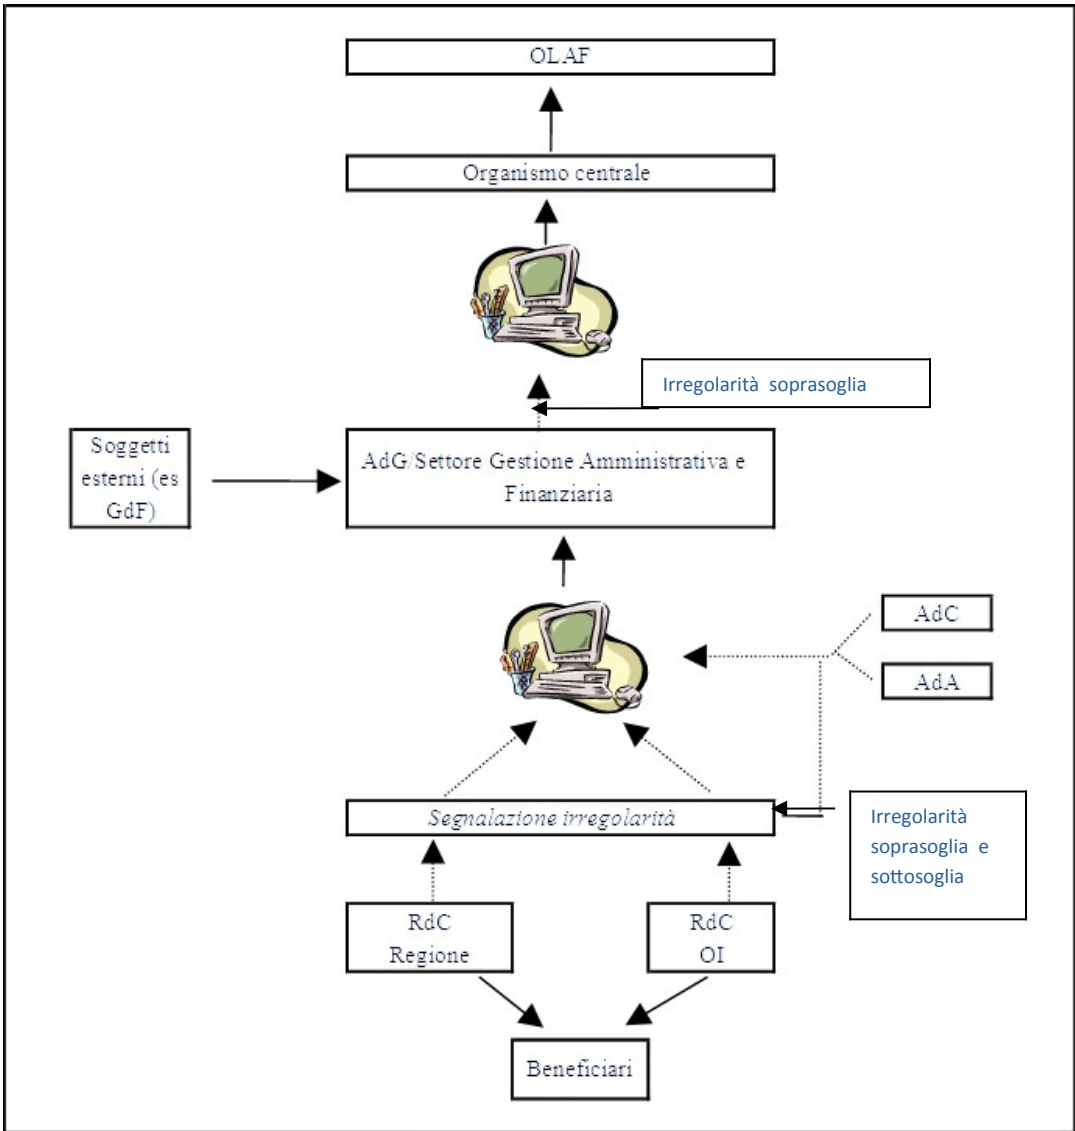 OLAF
Organismo centrale
Irregolarità soprasoglia
Soggetti
esterni (es
GdF)
AdG/Settore Gestione Amministrativa e
Finanziaria
AdC
AdA
Segnalazione irregolarità
Irregolarità
soprasoglia e
sottosoglia
RdC
Regione
RdC
OI
Beneficiari